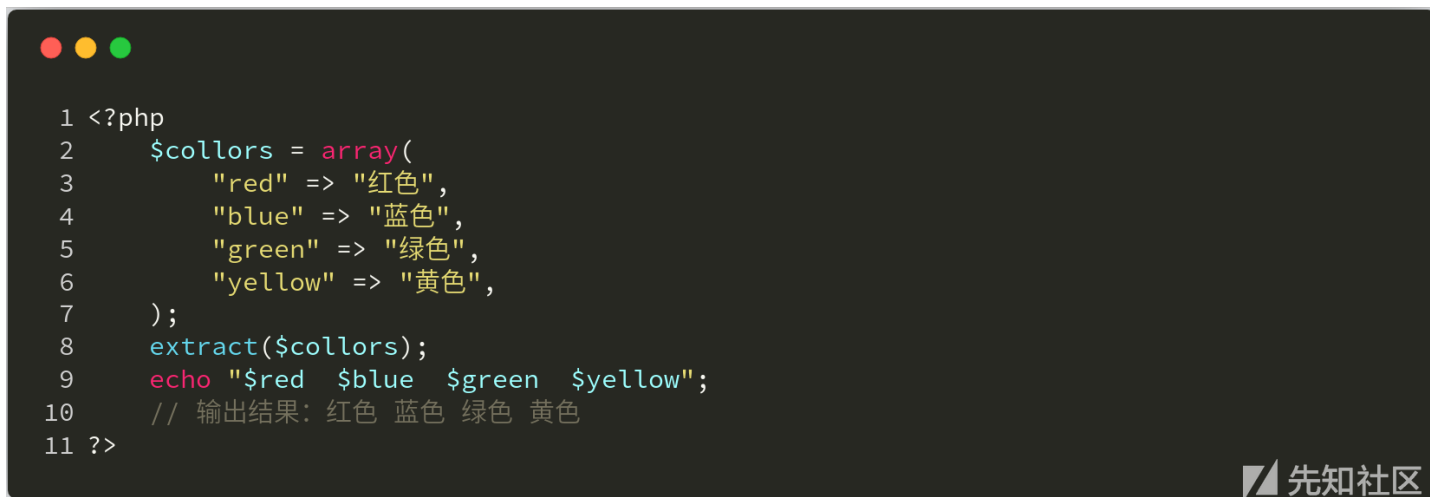 1 <?php
2     $collors = array(
3         "red" => "红色",
4         "blue" => "蓝色",
5         "green" => "绿色",
6         "yellow" => "黄色",
7     );
8     extract($collors);
9     echo "$red  $blue  $green  $yellow";
10     // 输出结果：红色 蓝色 绿色 黄色
11 ?>
先知社区